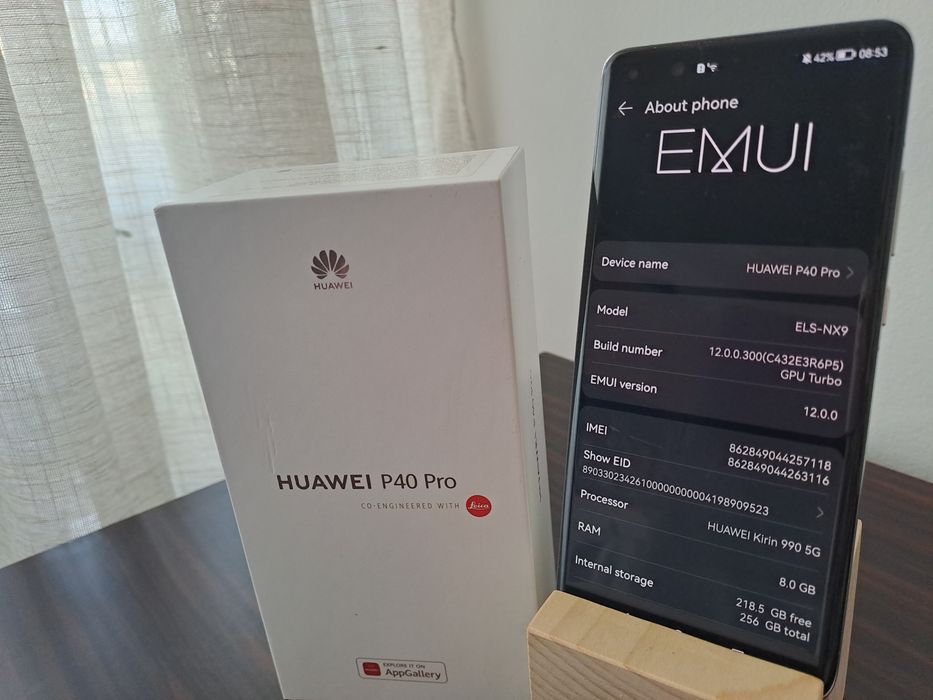 HUAWEI
HUAWEI P40 Pro
CO-ENGINEERED WITH Leica
EXPLORE IT ON
AppGallery
42% 08:53
← About phone
EMUI
Device name HUAWEI P40 Pro >
Model ELS-NX9
Build number 12.0.0.300(C432E3R6P5)
GPU Turbo
EMUI version 12.0.0
IMEI 862849044257118
862849044263116
Show EID
89033023426100000000004198909523 >
Processor HUAWEI Kirin 990 5G
RAM 8.0 GB
Internal storage 218.5 GB free
256 GB total